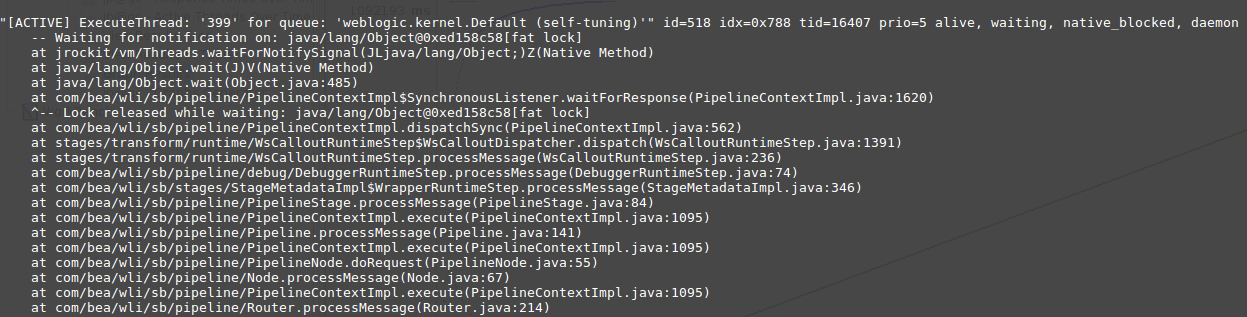 "[ACTIVE] ExecuteThread: '399' for queue: 'weblogic.kernel.Default (self-tuning)'" id=518 idx=0x788 tid=16407 prio=5 alive, waiting, native_blocked, daemon
-- Waiting for notification on: java/lang/Object@0xed158c58[fat lock]
at jrockit/vm/Threads.waitForNotifySignal(JLjava/lang/Object;)Z(Native Method)
at java/lang/Object.wait(J)V(Native Method)
at java/lang/Object.wait(Object.java:485)
at com/bea/wli/sb/pipeline/PipelineContextImpl$SynchronousListener.waitForResponse(PipelineContextImpl.java:1620)
^-- Lock released while waiting: java/lang/Object@0xed158c58[fat lock]
at com/bea/wli/sb/pipeline/PipelineContextImpl.dispatchSync(PipelineContextImpl.java:562)
at stages/transform/runtime/WsCalloutRuntimeStep$WsCalloutDispatcher.dispatch(WsCalloutRuntimeStep.java:1391)
at stages/transform/runtime/WsCalloutRuntimeStep.processMessage(WsCalloutRuntimeStep.java:236)
at com/bea/wli/sb/pipeline/debug/DebuggerRuntimeStep.processMessage(DebuggerRuntimeStep.java:74)
at com/bea/wli/sb/stages/StageMetadataImpl$WrapperRuntimeStep.processMessage(StageMetadataImpl.java:346)
at com/bea/wli/sb/pipeline/PipelineStage.processMessage(PipelineStage.java:84)
at com/bea/wli/sb/pipeline/PipelineContextImpl.execute(PipelineContextImpl.java:1095)
at com/bea/wli/sb/pipeline/Pipeline.processMessage(Pipeline.java:141)
at com/bea/wli/sb/pipeline/PipelineContextImpl.execute(PipelineContextImpl.java:1095)
at com/bea/wli/sb/pipeline/PipelineNode.doRequest(PipelineNode.java:55)
at com/bea/wli/sb/pipeline/Node.processMessage(Node.java:67)
at com/bea/wli/sb/pipeline/PipelineContextImpl.execute(PipelineContextImpl.java:1095)
at com/bea/wli/sb/pipeline/Router.processMessage(Router.java:214)